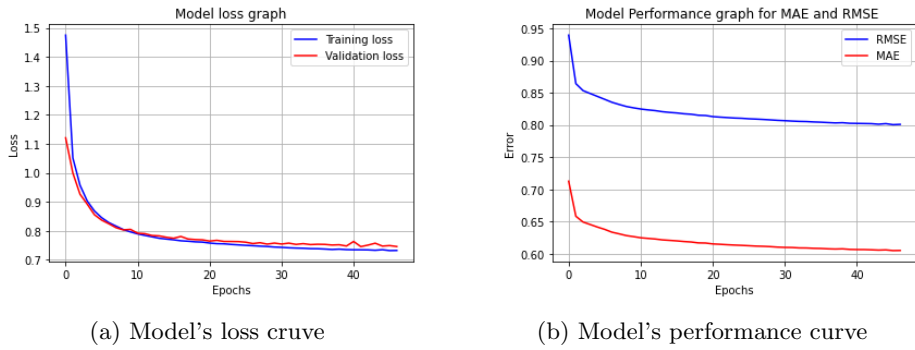 Model loss graph
1.5
1.4
1.3
1.2
1.1
1.0
0.9
0.8
0.7
Loss
0
10
20
30
40
Epochs
Training loss
Validation loss
(a) Model's loss cruve
Model Performance graph for MAE and RMSE
0.95
0.90
0.85
0.80
0.75
0.70
0.65
0.60
Error
0
10
20
30
40
Epochs
RMSE
MAE
(b) Model's performance curve